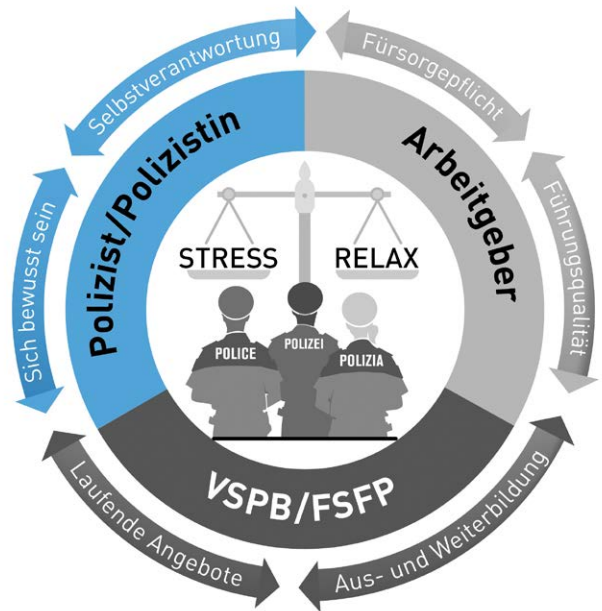 Selbstverantwortung
Fürsorgepflicht
Polizist/Polizistin
Arbeitgeber
Sich bewusst sein
Führungsqualität
STRESS
RELAX
POLICE
POLIZEI
POLIZIA
VSPB/FSFP
Laufende Angebote
Aus- und Weiterbildung